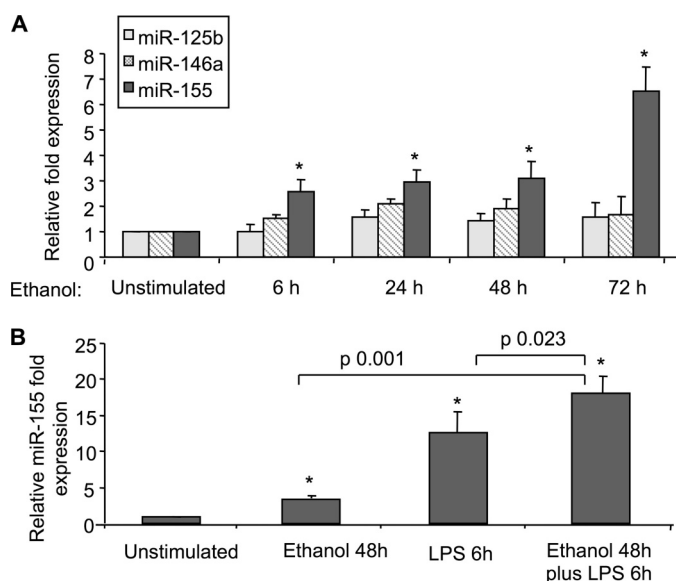 A
miR-125b
miR-146a
miR-155
Relative fold expression
8
7
6
5
4
3
2
1
0
*
*
*
*
Ethanol: Unstimulated 6 h 24 h 48 h 72 h
B
Relative miR-155 fold
expression
25
20
15
10
5
0
p 0.001
p 0.023
*
*
*
Unstimulated Ethanol 48h LPS 6h Ethanol 48h
plus LPS 6h